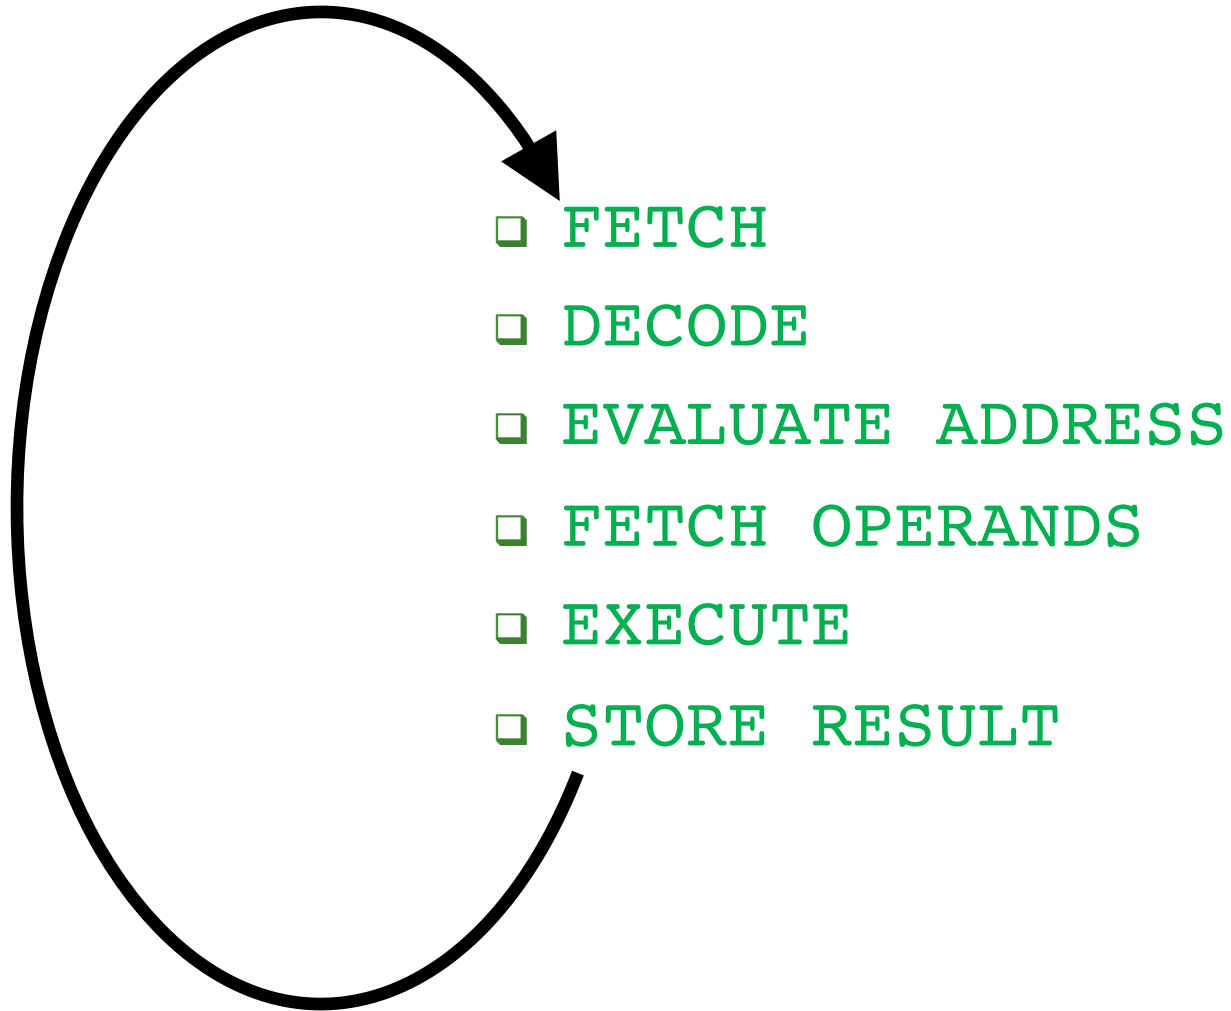 ❑ FETCH
❑ DECODE
❑ EVALUATE ADDRESS
❑ FETCH OPERANDS
❑ EXECUTE
❑ STORE RESULT